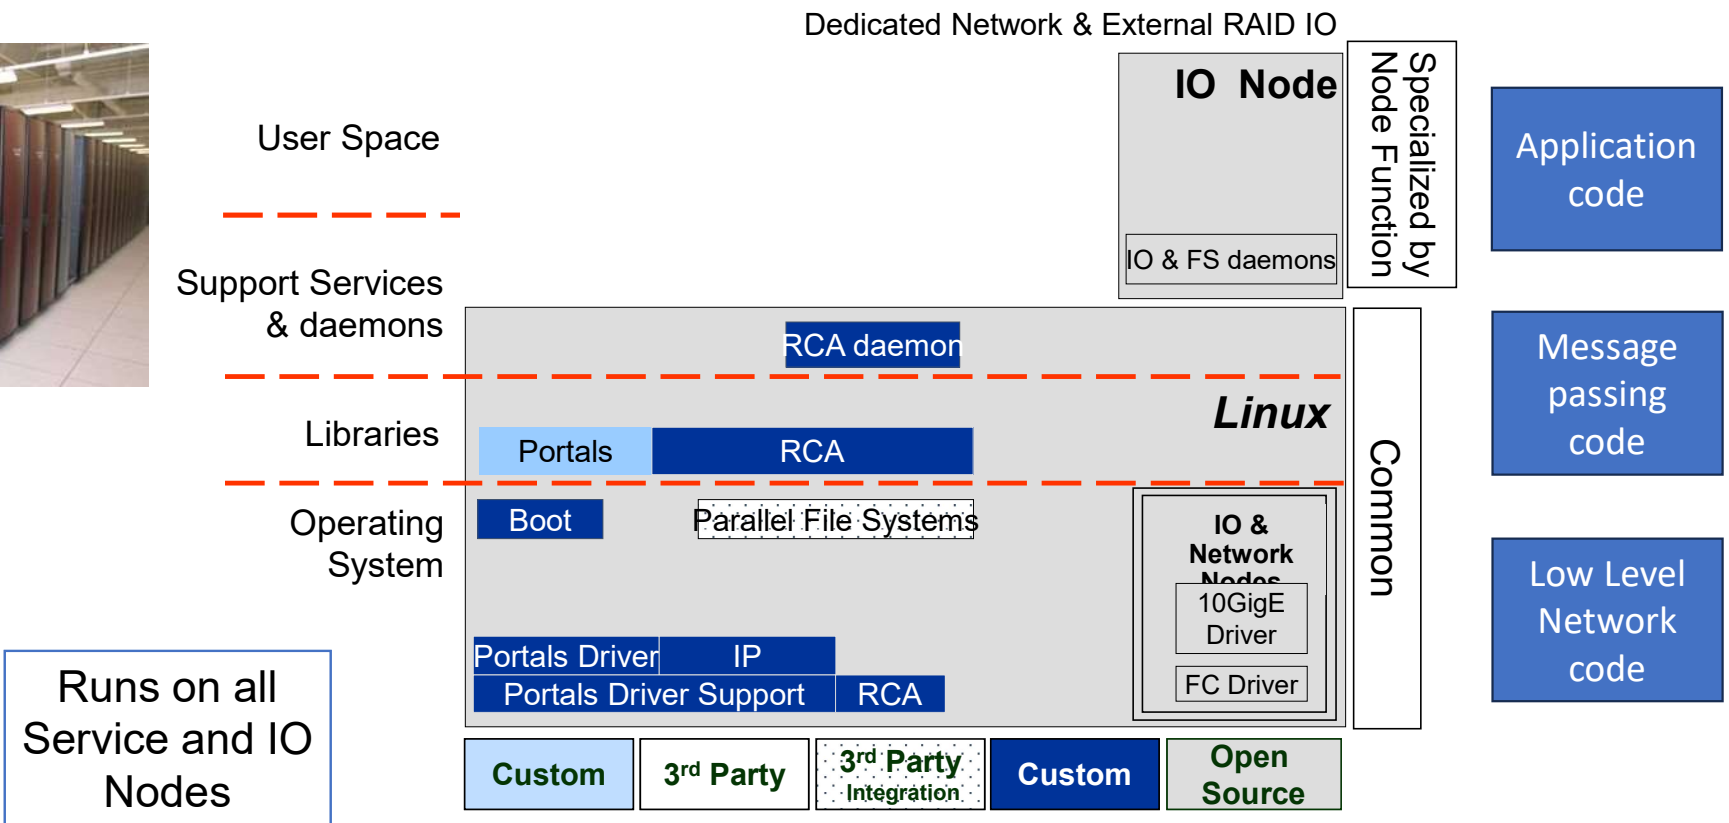 Dedicated Network & External RAID IO
IO Node
Specialized by
Node Function
Application
code
User Space
IO & FS daemons
Support Services
& daemons
RCA daemon
Message
passing
code
Linux
Libraries
Portals
RCA
Common
Operating
System
Boot
Parallel File Systems
IO &
Network
Nodes
10GigE
Driver
FC Driver
Low Level
Network
code
Portals Driver
IP
Portals Driver Support
RCA
Runs on all
Service and IO
Nodes
Custom
3rd Party
3rd Party
Integration
Custom
Open
Source